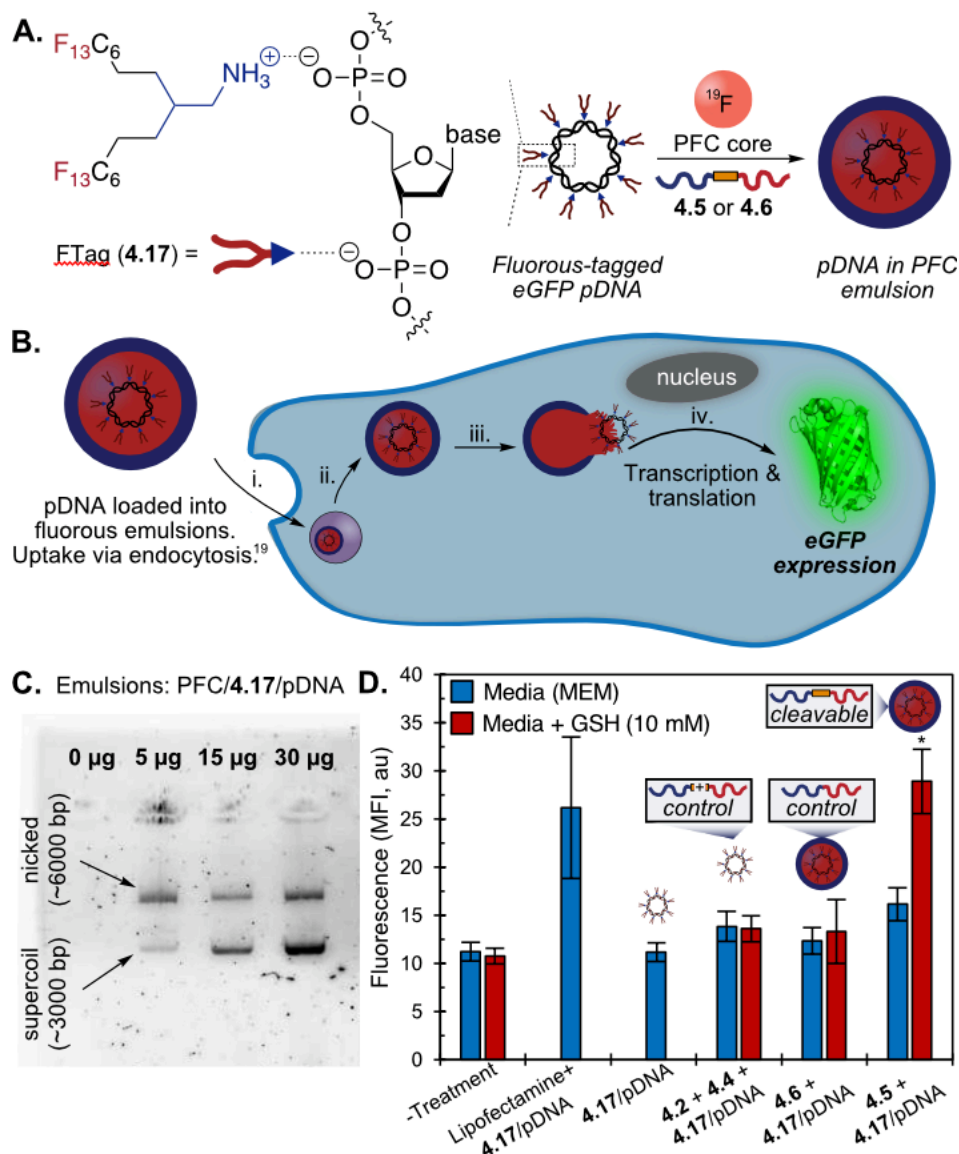 A.
F13C6
NH3
⊕
⊖
O
P
O
O
O
O
base
O
F13C6
FTag (4.17) =
⊖
O
P
O
O
O
Fluorous-tagged
eGFP pDNA
19F
PFC core
4.5 or 4.6
pDNA in PFC
emulsion
B.
nucleus
i.
ii.
iii.
iv.
pDNA loaded into
fluorous emulsions.
Uptake via endocytosis.19
Transcription &
translation
eGFP
expression
C. Emulsions: PFC/4.17/pDNA
0 µg 5 µg 15 µg 30 µg
nicked
(~6000 bp)
supercoil
(~3000 bp)
D.
Media (MEM)
Media + GSH (10 mM)
cleavable
*
+
control
control
Fluorescence (MFI, au)
40
35
30
25
20
15
10
5
0
-Treatment
Lipofectamine+
4.17/pDNA
4.17/pDNA
4.2 + 4.4 +
4.17/pDNA
4.6 +
4.17/pDNA
4.5 +
4.17/pDNA